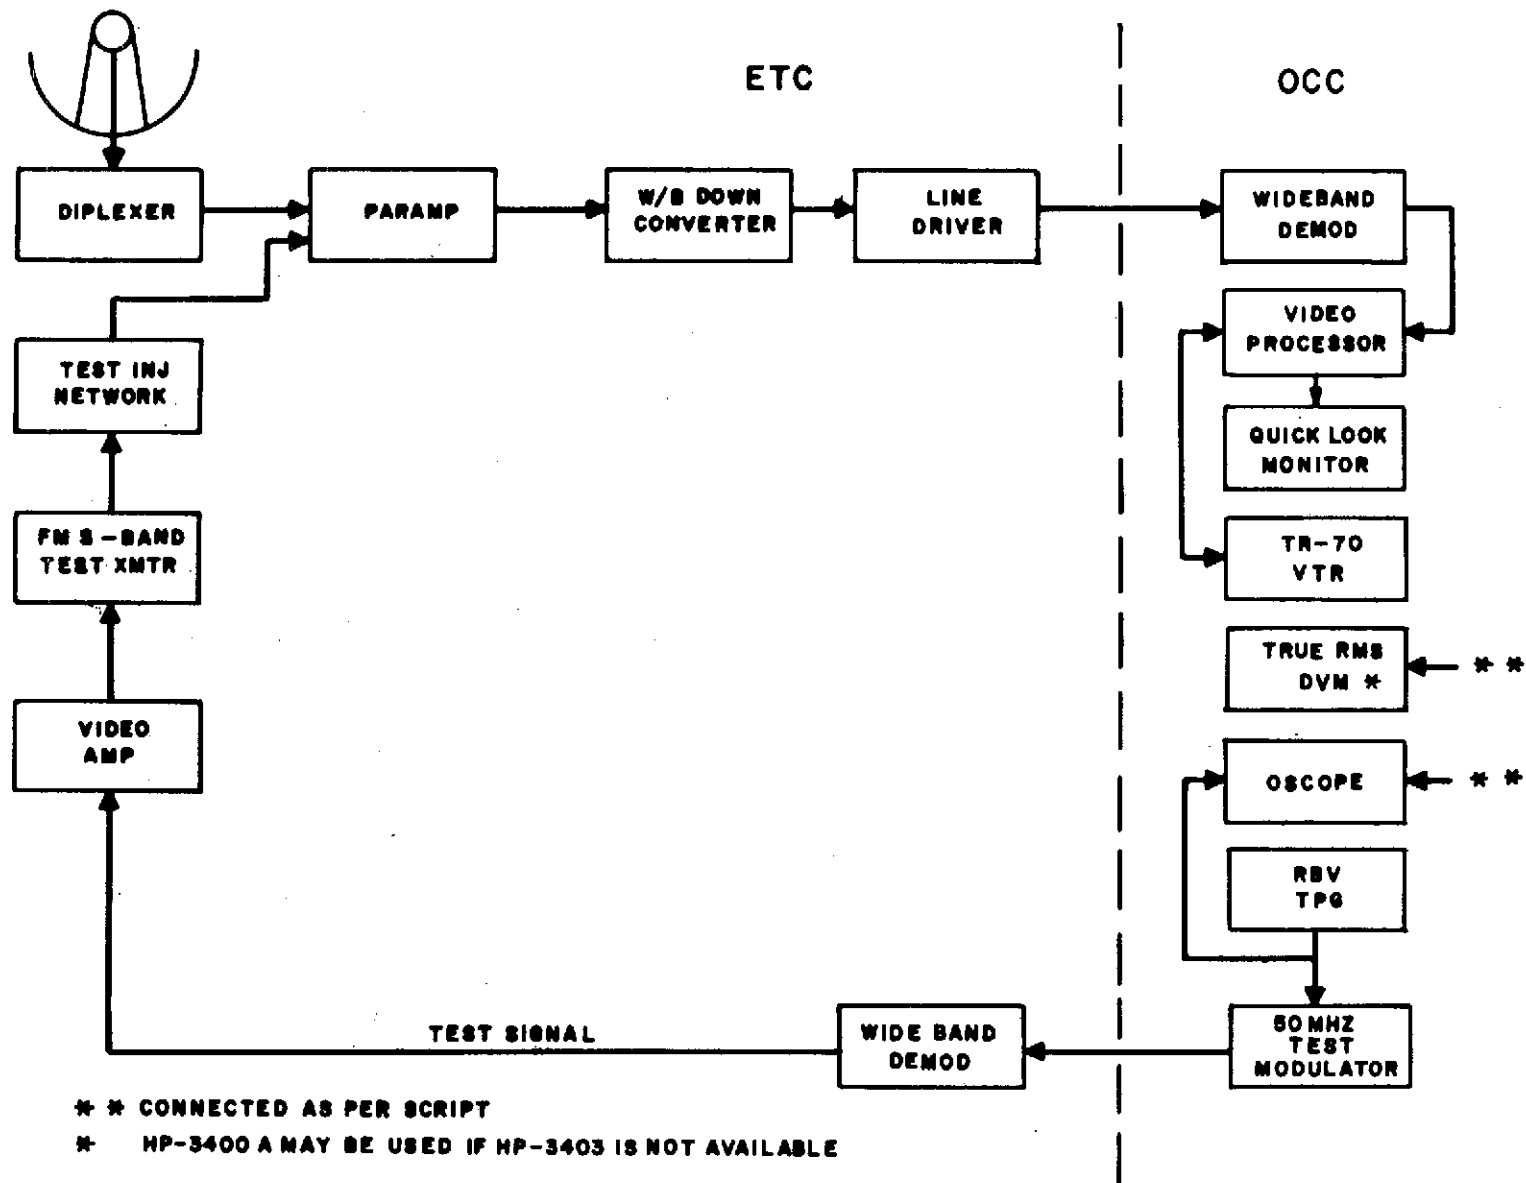 ETC
OCC
DIPLEXER
PARAMP
W/B DOWN
CONVERTER
LINE
DRIVER
WIDEBAND
DEMOD
VIDEO
PROCESSOR
TEST INJ
NETWORK
QUICK LOOK
MONITOR
FM S-BAND
TEST XMTR
TR-70
VTR
TRUE RMS
DVM *
* *
VIDEO
AMP
OSCOPE
* *
RBV
TPG
TEST SIGNAL
WIDE BAND
DEMOD
50 MHZ
TEST
MODULATOR
* * CONNECTED AS PER SCRIPT
* HP-3400 A MAY BE USED IF HP-3403 IS NOT AVAILABLE